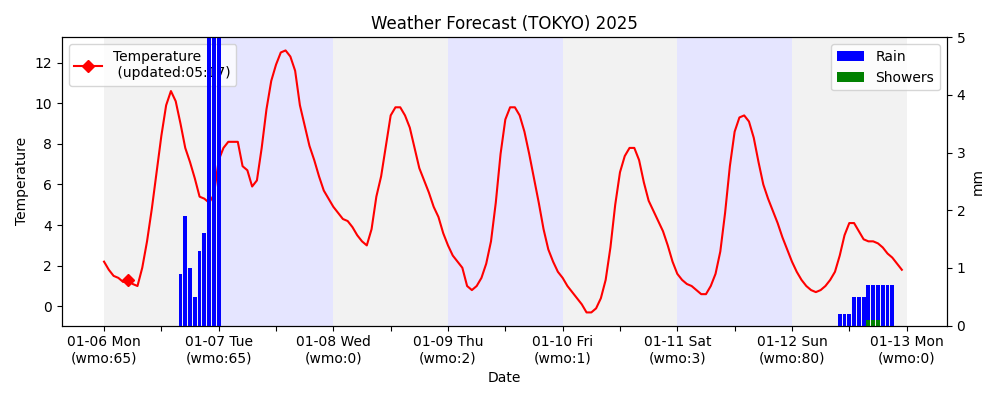 Weather Forecast (TOKYO) 2025
Temperature
(updated:05:07)
Rain
Showers
Temperature
12
10
8
6
4
2
0
5
4
3
2
1
0
mm
01-06 Mon
(wmo:65)
01-07 Tue
(wmo:65)
01-08 Wed
(wmo:0)
01-09 Thu
(wmo:2)
01-10 Fri
(wmo:1)
01-11 Sat
(wmo:3)
01-12 Sun
(wmo:80)
01-13 Mon
(wmo:0)
Date